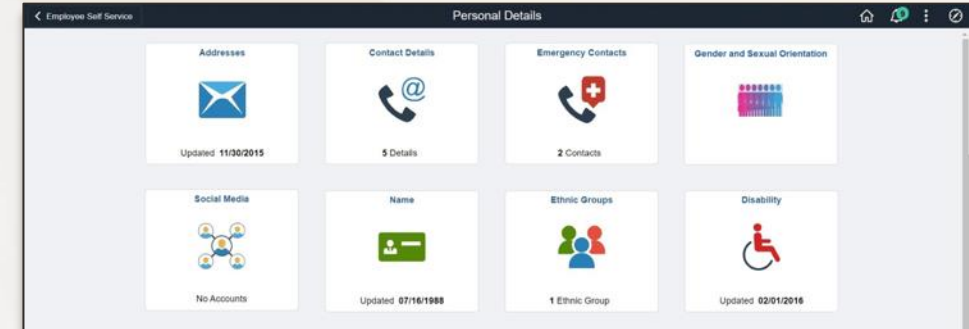 Employee Self Service
Personal Details
Addresses
Updated 11/30/2015
Contact Details
@
5 Details
Emergency Contacts
2 Contacts
Gender and Sexual Orientation
Social Media
No Accounts
Name
Updated 07/16/1988
Ethnic Groups
1 Ethnic Group
Disability
Updated 02/01/2016